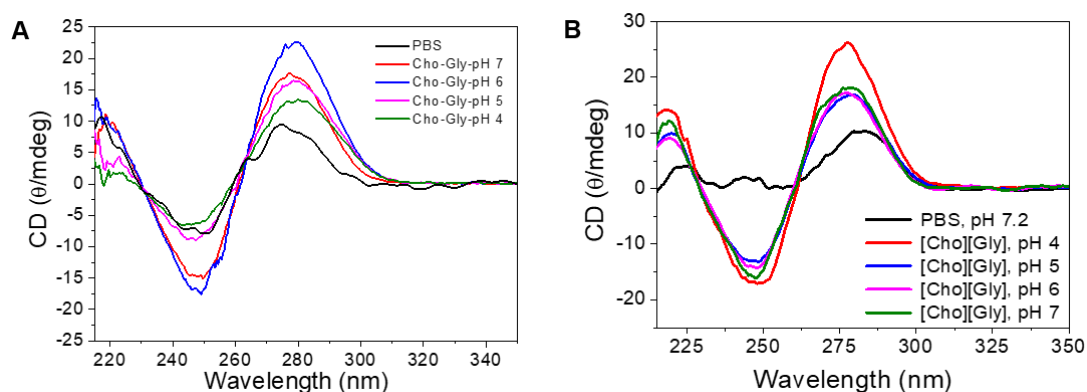 A
CD (θ/mdeg)
25
20
15
10
5
0
-5
-10
-15
-20
-25
220 240 260 280 300 320 340
Wavelength (nm)
PBS
Cho-Gly-pH 7
Cho-Gly-pH 6
Cho-Gly-pH 5
Cho-Gly-pH 4
B
CD (θ/mdeg)
30
20
10
0
-10
-20
225 250 275 300 325 350
Wavelength (nm)
PBS, pH 7.2
[Cho][Gly], pH 4
[Cho][Gly], pH 5
[Cho][Gly], pH 6
[Cho][Gly], pH 7